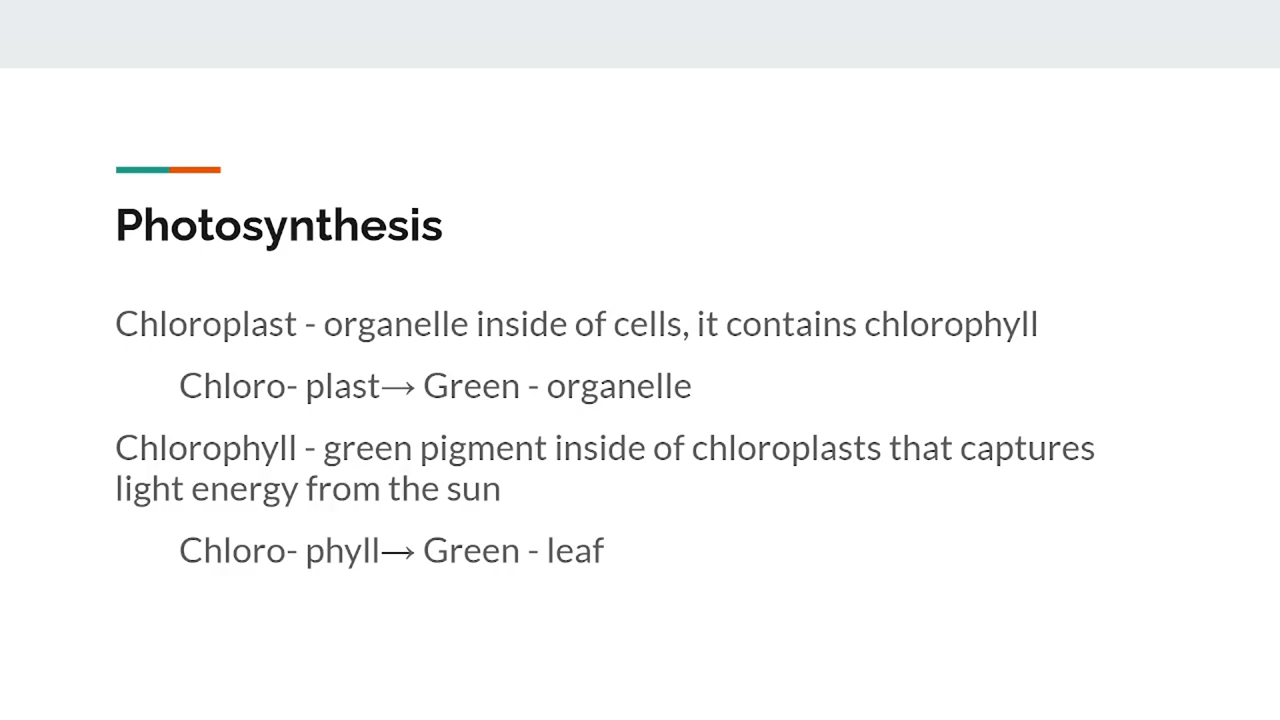 Photosynthesis
Chloroplast - organelle inside of cells, it contains chlorophyll
Chloro- plast→ Green - organelle
Chlorophyll - green pigment inside of chloroplasts that captures
light energy from the sun
Chloro- phyll→ Green - leaf